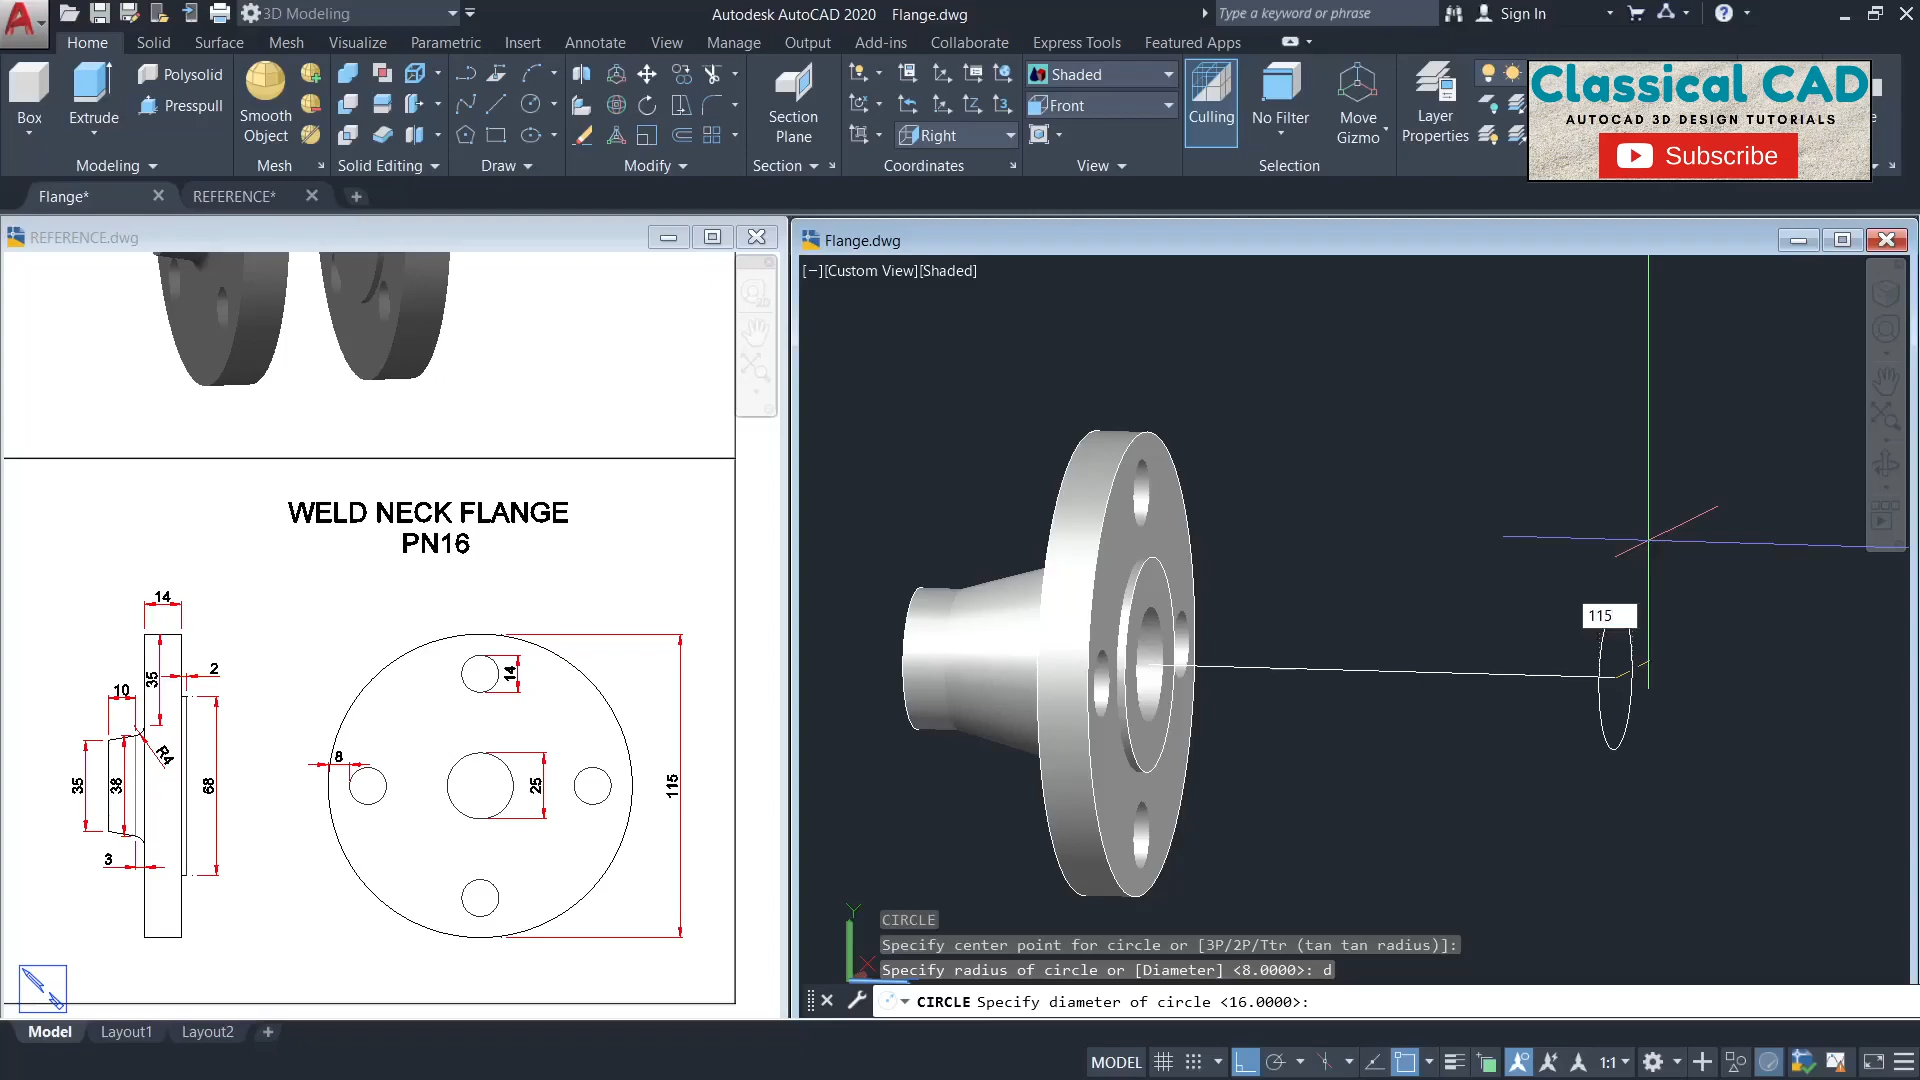 3D Modeling
Autodesk AutoCAD 2020 Flange.dwg
Type a keyword or phrase
Sign In
Home Solid Surface Mesh Visualize Parametric Insert Annotate View Manage Output Add-ins Collaborate Express Tools Featured Apps
Box
Extrude
Polysolid
Presspull
Smooth
Object
Section
Plane
Shaded
Front
Right
Culling
No Filter
Move
Gizmo
Layer
Properties
Modeling
Mesh
Solid Editing
Draw
Modify
Section
Coordinates
View
Selection
Classical CAD
AUTOCAD 3D DESIGN TUTORIALS
Subscribe
Flange*
REFERENCE*
REFERENCE.dwg
Flange.dwg
[−][Custom View][Shaded]
WELD NECK FLANGE
PN16
14
35
2
10
R4
35
38
68
3
14
8
25
115
115
Y
CIRCLE
Specify center point for circle or [3P/2P/Ttr (tan tan radius)]:
Specify radius of circle or [Diameter] <8.0000>: d
CIRCLE Specify diameter of circle <16.0000>:
Model Layout1 Layout2
MODEL
1:1